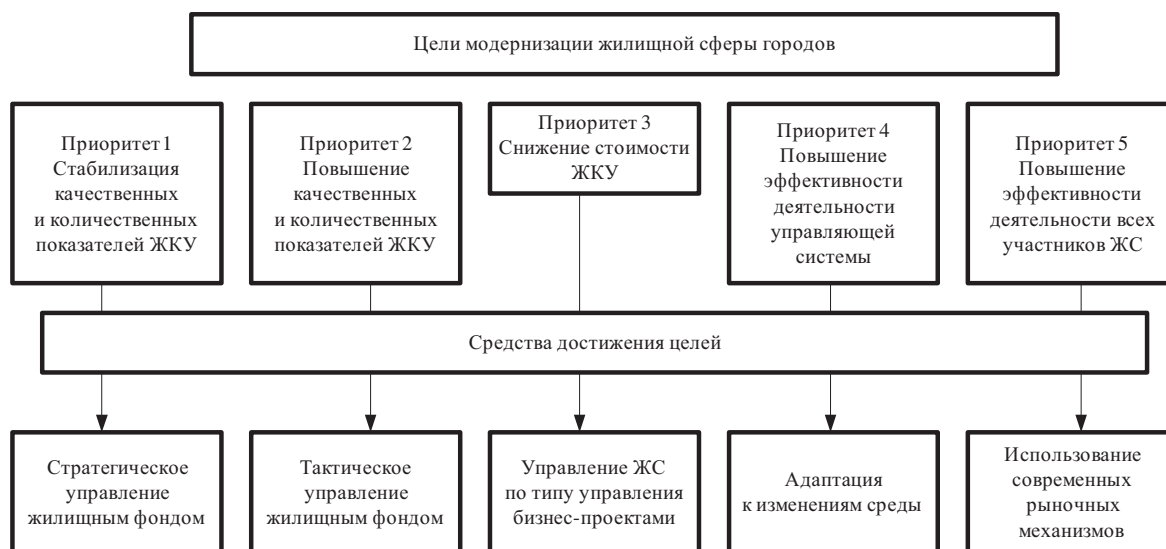 Цели модернизации жилищной сферы городов
Приоритет 1
Стабилизация
качественных
и количественных
показателей ЖКУ
Приоритет 2
Повышение
качественных
и количественных
показателей ЖКУ
Приоритет 3
Снижение стоимости
ЖКУ
Приоритет 4
Повышение
эффективности
деятельности
управляющей
системы
Приоритет 5
Повышение
эффективности
деятельности всех
участников ЖС
Средства достижения целей
Стратегическое
управление
жилищным фондом
Тактическое
управление
жилищным фондом
Управление ЖС
по типу управления
бизнес-проектами
Адаптация
к изменениям среды
Использование
современных
рыночных
механизмов